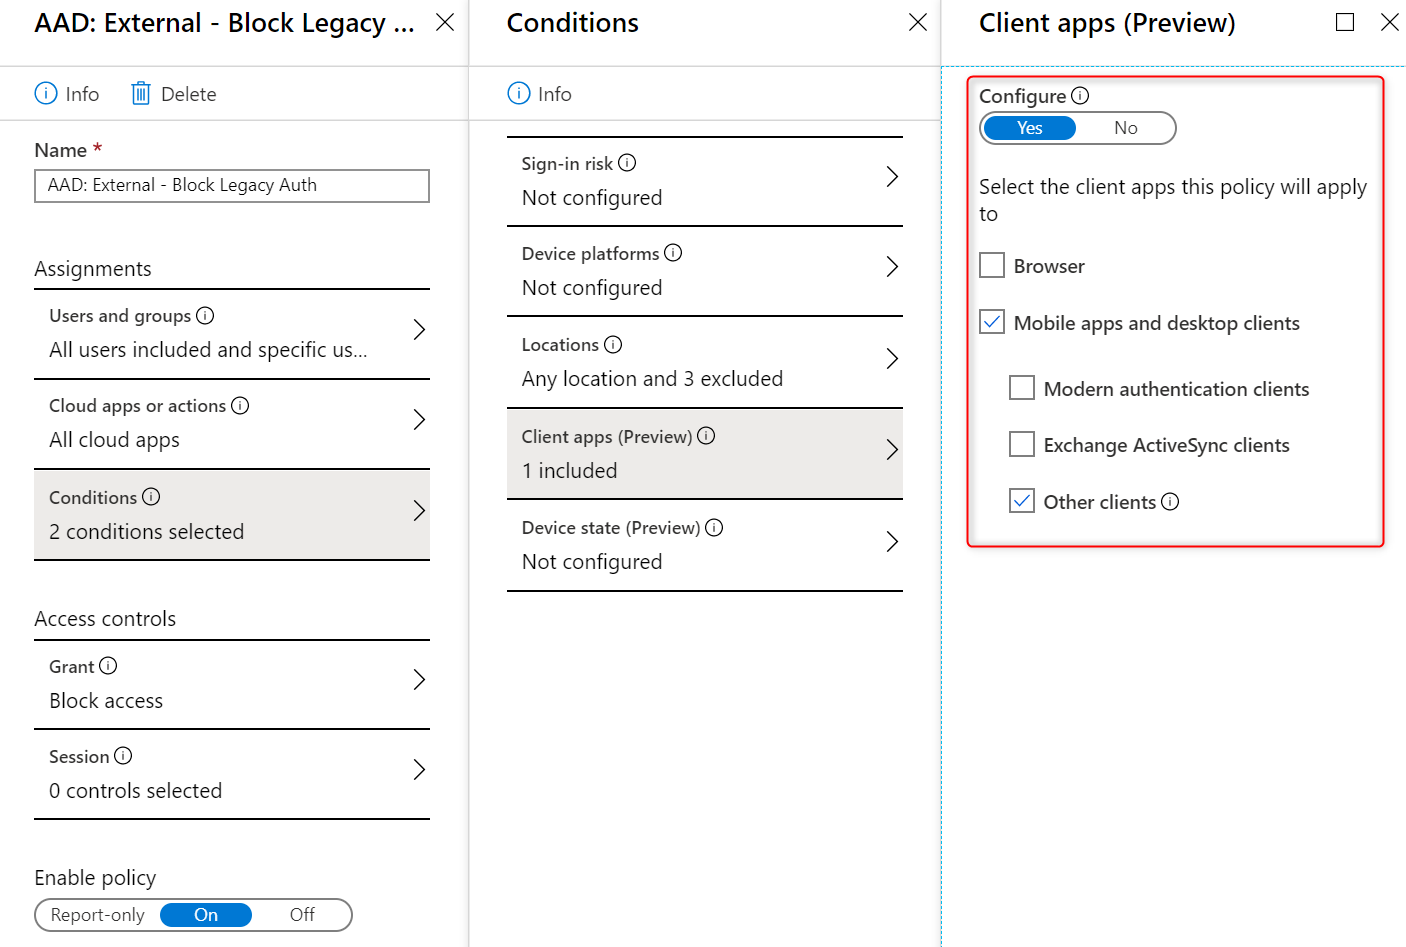 AAD: External - Block Legacy ...
Info
Delete
Name *
AAD: External - Block Legacy Auth
Assignments
Users and groups
All users included and specific us...
Cloud apps or actions
All cloud apps
Conditions
2 conditions selected
Access controls
Grant
Block access
Session
0 controls selected
Enable policy
Report-only On Off
Conditions
Info
Sign-in risk
Not configured
Device platforms
Not configured
Locations
Any location and 3 excluded
Client apps (Preview)
1 included
Device state (Preview)
Not configured
Client apps (Preview)
Configure
Yes No
Select the client apps this policy will apply
to
Browser
Mobile apps and desktop clients
Modern authentication clients
Exchange ActiveSync clients
Other clients